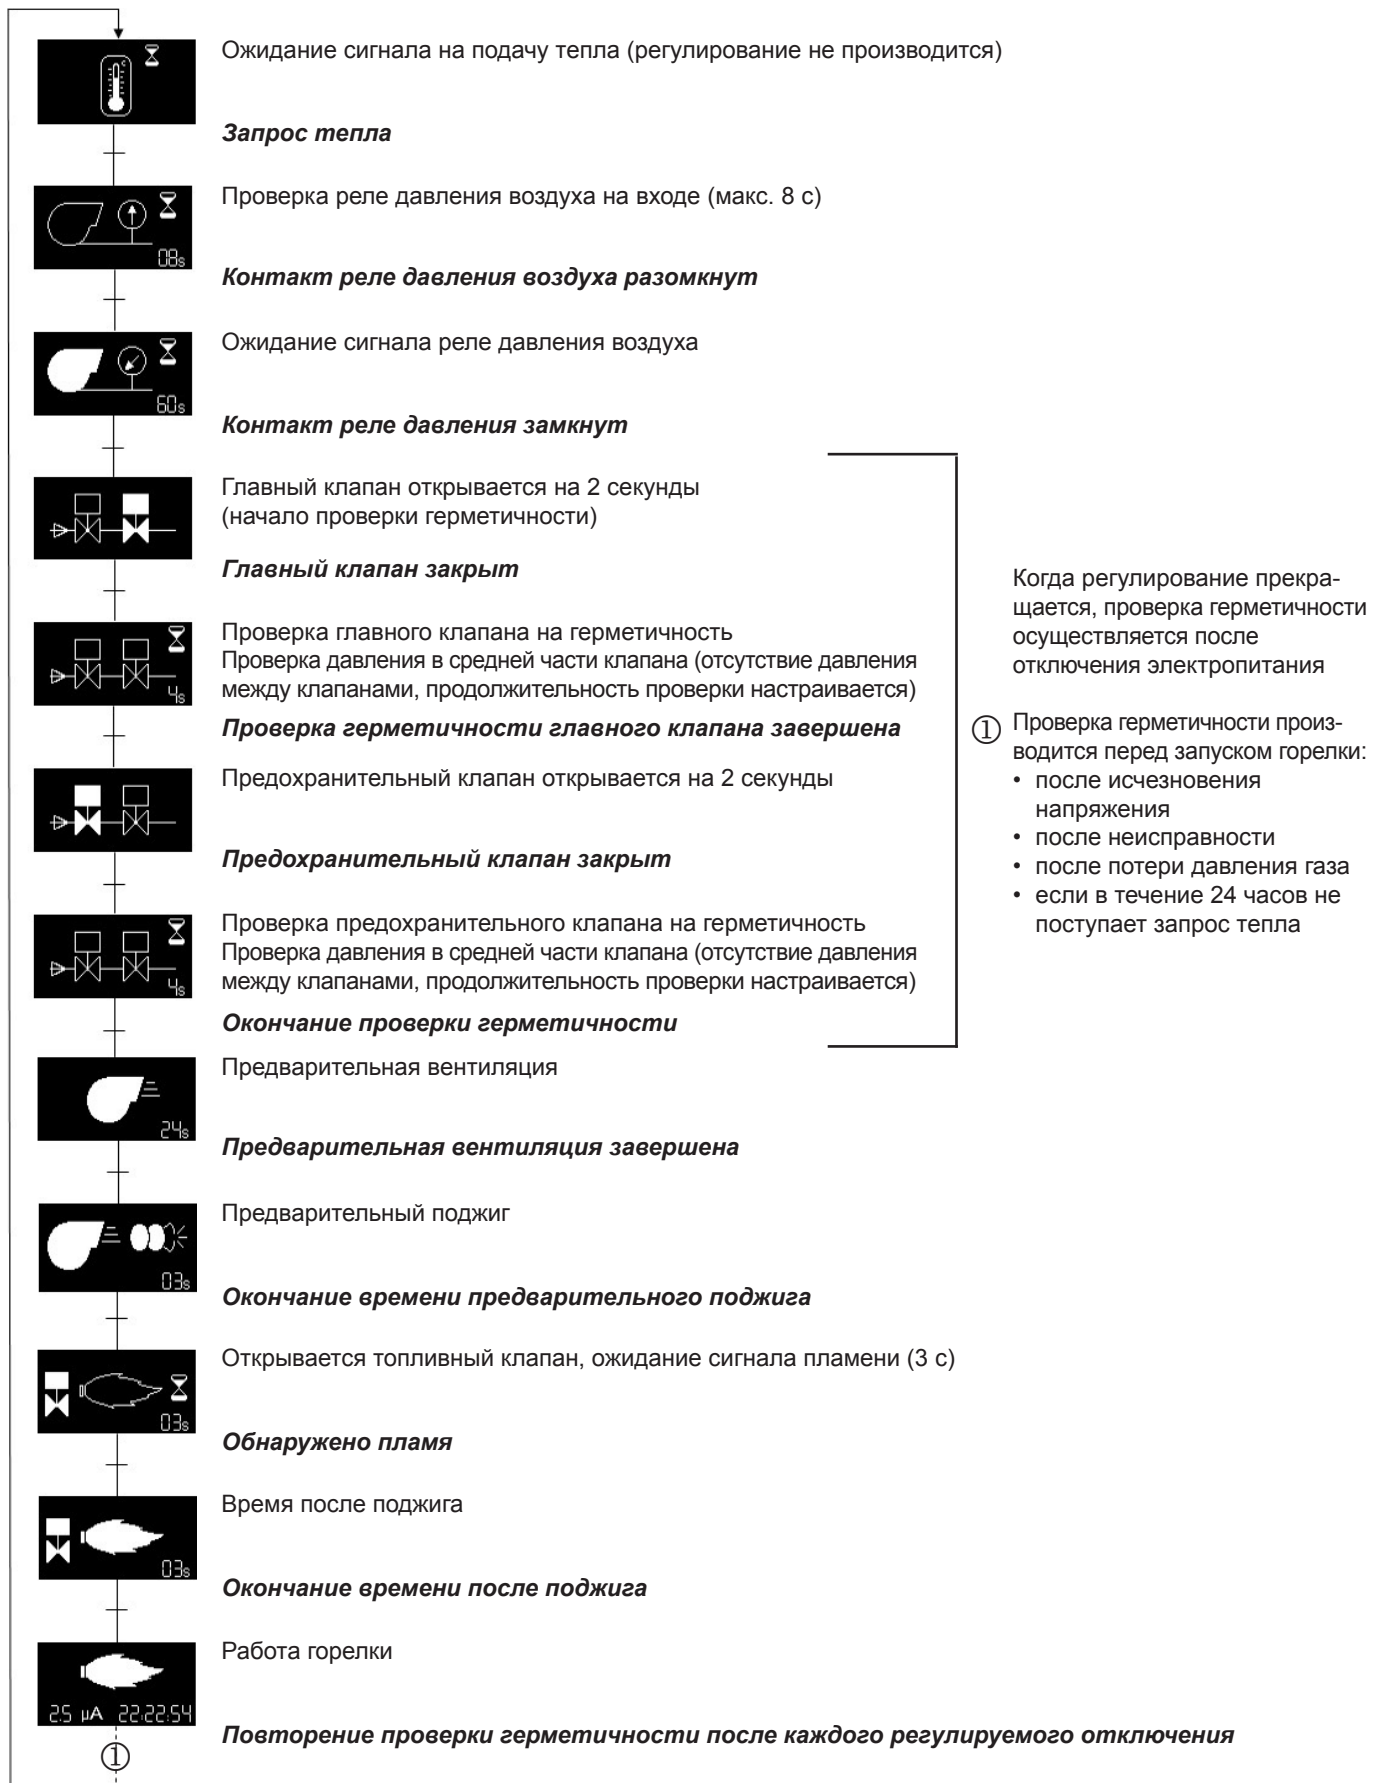 Ожидание сигнала на подачу тепла (регулирование не производится)
Запрос тепла
Проверка реле давления воздуха на входе (макс. 8 с)
08s
Контакт реле давления воздуха разомкнут
Ожидание сигнала реле давления воздуха
60s
Контакт реле давления замкнут
Главный клапан открывается на 2 секунды
(начало проверки герметичности)
Главный клапан закрыт
Проверка главного клапана на герметичность
Проверка давления в средней части клапана (отсутствие давления
между клапанами, продолжительность проверки настраивается)
4s
Проверка герметичности главного клапана завершена
Предохранительный клапан открывается на 2 секунды
Предохранительный клапан закрыт
Проверка предохранительного клапана на герметичность
Проверка давления в средней части клапана (отсутствие давления
между клапанами, продолжительность проверки настраивается)
4s
Окончание проверки герметичности
Когда регулирование прекра-
щается, проверка герметичности
осуществляется после
отключения электропитания
① Проверка герметичности произ-
водится перед запуском горелки:
• после исчезновения
напряжения
• после неисправности
• после потери давления газа
• если в течение 24 часов не
поступает запрос тепла
Предварительная вентиляция
24s
Предварительная вентиляция завершена
Предварительный поджиг
03s
Окончание времени предварительного поджига
Открывается топливный клапан, ожидание сигнала пламени (3 с)
03s
Обнаружено пламя
Время после поджига
03s
Окончание времени после поджига
Работа горелки
2.5 µA 22:22:54
Повторение проверки герметичности после каждого регулируемого отключения
①